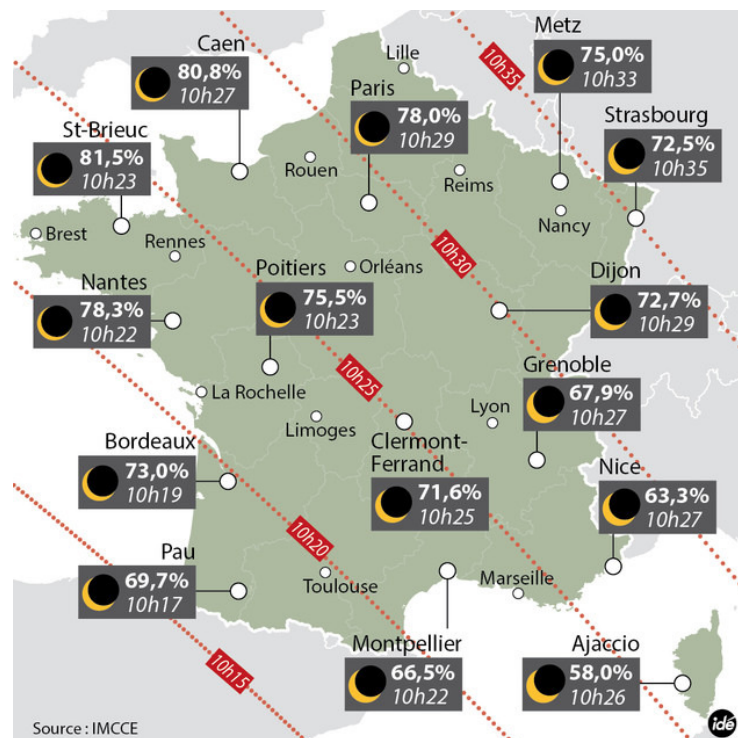 Caen
80,8%
10h27
Lille
10h35
Metz
75,0%
10h33
Paris
78,0%
10h29
Strasbourg
72,5%
10h35
St-Brieuc
81,5%
10h23
Rouen
Reims
Nancy
Brest
Rennes
Orléans
10h30
Nantes
78,3%
10h22
Poitiers
75,5%
10h23
Dijon
72,7%
10h29
La Rochelle
10h25
Limoges
Lyon
Grenoble
67,9%
10h27
Bordeaux
73,0%
10h19
Clermont-
Ferrand
71,6%
10h25
Nice
63,3%
10h27
Pau
69,7%
10h17
10h20
Toulouse
Marseille
10h15
Montpellier
66,5%
10h22
Ajaccio
58,0%
10h26
Source : IMCCE
idé